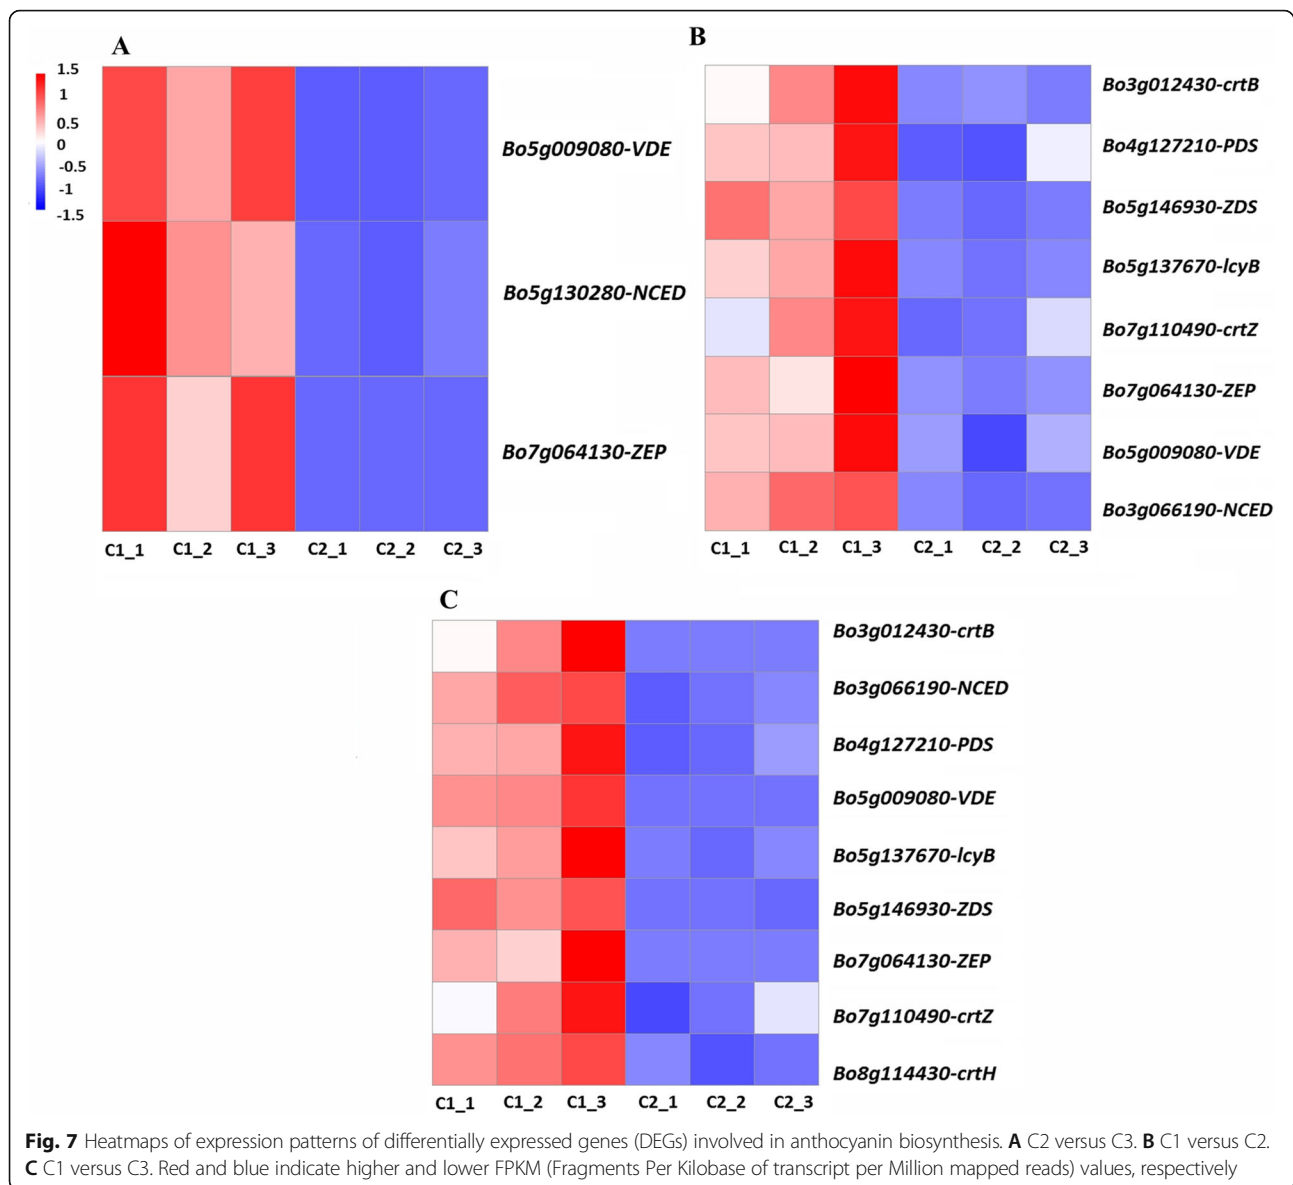 A
1.5
1
0.5
0
-0.5
-1
-1.5
Bo5g009080-VDE
Bo5g130280-NCED
Bo7g064130-ZEP
C1_1 C1_2 C1_3 C2_1 C2_2 C2_3
B
Bo3g012430-crtB
Bo4g127210-PDS
Bo5g146930-ZDS
Bo5g137670-lcyB
Bo7g110490-crtZ
Bo7g064130-ZEP
Bo5g009080-VDE
Bo3g066190-NCED
C1_1 C1_2 C1_3 C2_1 C2_2 C2_3
C
Bo3g012430-crtB
Bo3g066190-NCED
Bo4g127210-PDS
Bo5g009080-VDE
Bo5g137670-lcyB
Bo5g146930-ZDS
Bo7g064130-ZEP
Bo7g110490-crtZ
Bo8g114430-crtH
C1_1 C1_2 C1_3 C2_1 C2_2 C2_3
Fig. 7 Heatmaps of expression patterns of differentially expressed genes (DEGs) involved in anthocyanin biosynthesis. A C2 versus C3. B C1 versus C2.
C C1 versus C3. Red and blue indicate higher and lower FPKM (Fragments Per Kilobase of transcript per Million mapped reads) values, respectively